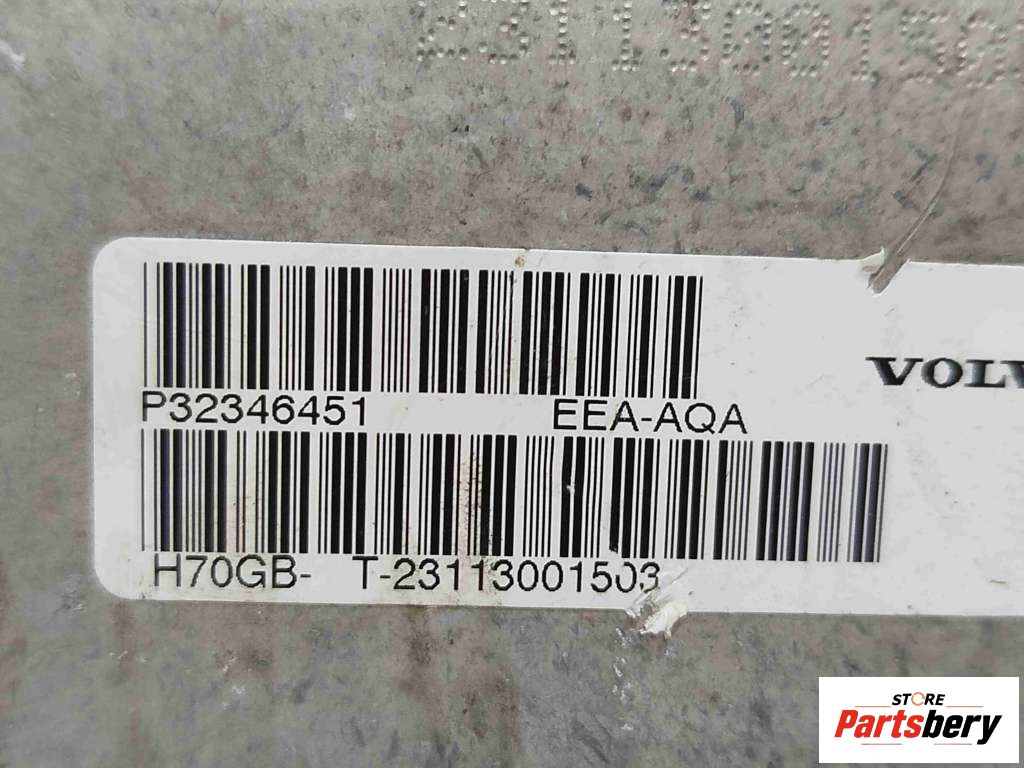 P32346451 EEA-AQA
VOLV
H70GB- T-23113001503
STORE
Partsbery